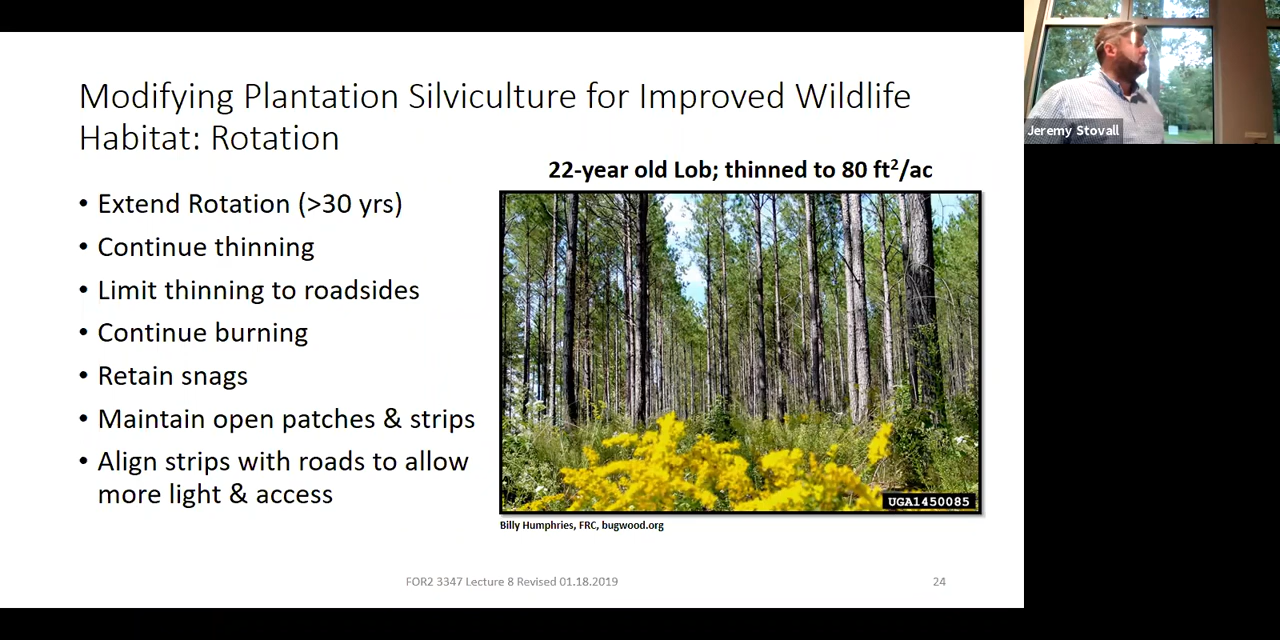 Modifying Plantation Silviculture for Improved Wildlife
Habitat: Rotation
22-year old Lob; thinned to 80 ft²/ac
• Extend Rotation (>30 yrs)
• Continue thinning
• Limit thinning to roadsides
• Continue burning
• Retain snags
• Maintain open patches & strips
• Align strips with roads to allow
more light & access
UGA1450085
Billy Humphries, FRC, bugwood.org
FOR2 3347 Lecture 8 Revised 01.18.2019
24
Jeremy Stovall